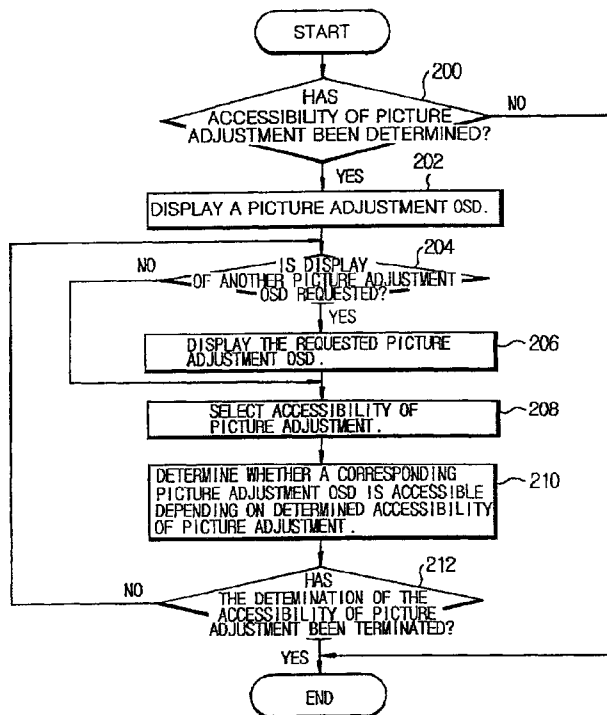 START
200
HAS
ACCESSIBILITY OF PICTURE
ADJUSTMENT BEEN DETERMINED?
NO
YES
202
DISPLAY A PICTURE ADJUSTMENT OSD.
204
NO
IS DISPLAY
OF ANOTHER PICTURE ADJUSTMENT
OSD REQUESTED?
YES
DISPLAY THE REQUESTED PICTURE
ADJUSTMENT OSD.
206
SELECT ACCESSIBILITY OF
PICTURE ADJUSTMENT.
208
DETERMINE WHETHER A CORRESPONDING
PICTURE ADJUSTMENT OSD IS ACCESSIBLE
DEPENDING ON DETERMINED ACCESSIBILITY
OF PICTURE ADJUSTMENT.
210
212
NO
HAS
THE DETEMINATION OF THE
ACCESSIBILITY OF PICTURE
ADJUSTMENT BEEN TERMINATED?
YES
END